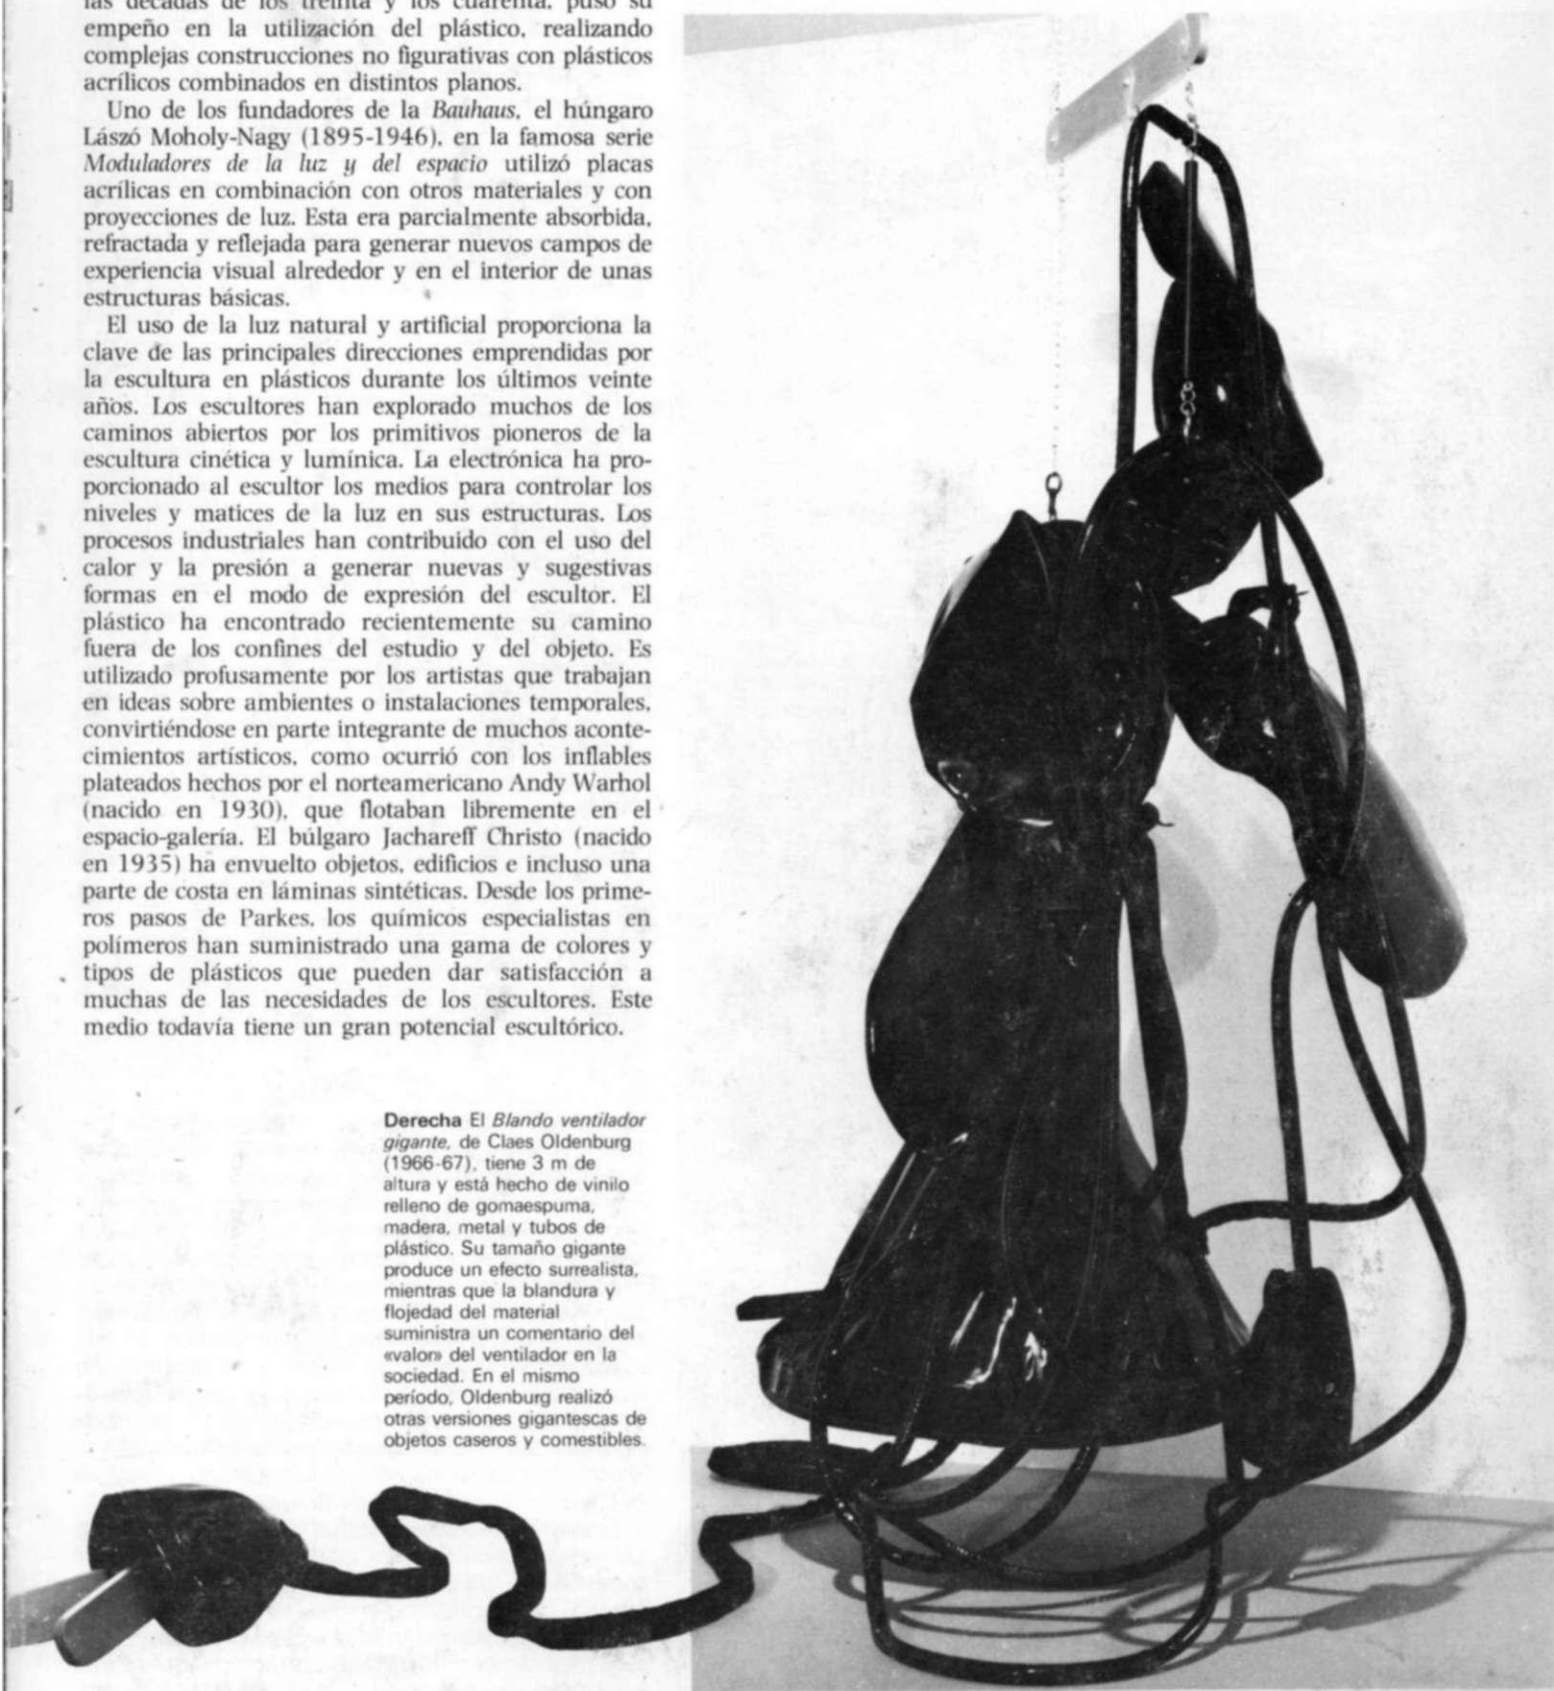 las décadas de los treinta y los cuarenta, puso su
empeño en la utilización del plástico, realizando
complejas construcciones no figurativas con plásticos
acrílicos combinados en distintos planos.
Uno de los fundadores de la Bauhaus, el húngaro
Lászó Moholy-Nagy (1895-1946), en la famosa serie
Moduladores de la luz y del espacio utilizó placas
acrílicas en combinación con otros materiales y con
proyecciones de luz. Esta era parcialmente absorbida,
refractada y reflejada para generar nuevos campos de
experiencia visual alrededor y en el interior de unas
estructuras básicas.
El uso de la luz natural y artificial proporciona la
clave de las principales direcciones emprendidas por
la escultura en plásticos durante los últimos veinte
años. Los escultores han explorado muchos de los
caminos abiertos por los primitivos pioneros de la
escultura cinética y lumínica. La electrónica ha pro-
porcionado al escultor los medios para controlar los
niveles y matices de la luz en sus estructuras. Los
procesos industriales han contribuido con el uso del
calor y la presión a generar nuevas y sugestivas
formas en el modo de expresión del escultor. El
plástico ha encontrado recientemente su camino
fuera de los confines del estudio y del objeto. Es
utilizado profusamente por los artistas que trabajan
en ideas sobre ambientes o instalaciones temporales,
convirtiéndose en parte integrante de muchos aconte-
cimientos artísticos, como ocurrió con los inflables
plateados hechos por el norteamericano Andy Warhol
(nacido en 1930), que flotaban libremente en el
espacio-galería. El búlgaro Jachareff Christo (nacido
en 1935) ha envuelto objetos, edificios e incluso una
parte de costa en láminas sintéticas. Desde los prime-
ros pasos de Parkes, los químicos especialistas en
polímeros han suministrado una gama de colores y
tipos de plásticos que pueden dar satisfacción a
muchas de las necesidades de los escultores. Este
medio todavía tiene un gran potencial escultórico.
Derecha El Blando ventilador
gigante, de Claes Oldenburg
(1966-67), tiene 3 m de
altura y está hecho de vinilo
relleno de gomaespuma,
madera, metal y tubos de
plástico. Su tamaño gigante
produce un efecto surrealista,
mientras que la blandura y
flojedad del material
suministra un comentario del
«valor» del ventilador en la
sociedad. En el mismo
período, Oldenburg realizó
otras versiones gigantescas de
objetos caseros y comestibles.